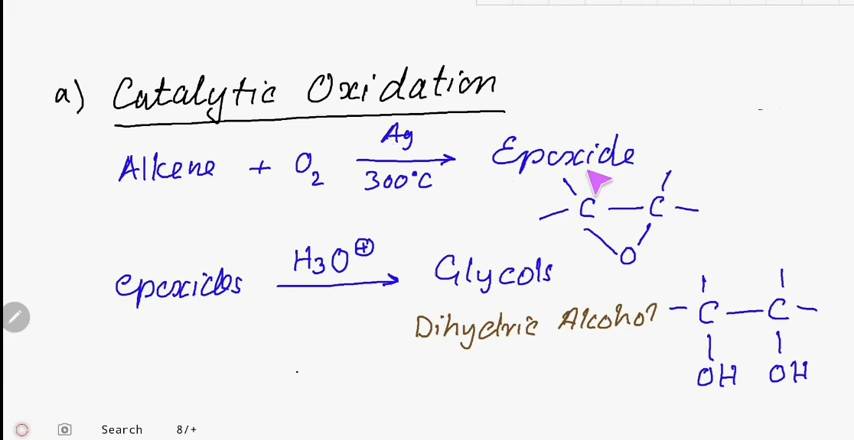 a) Catalytic Oxidation
Alkene + O2 Ag 300°C Epoxide
C — C
O
epoxides H3O⊕ Glycols
Dihydric Alcohol
C — C
OH OH
Search 8/+